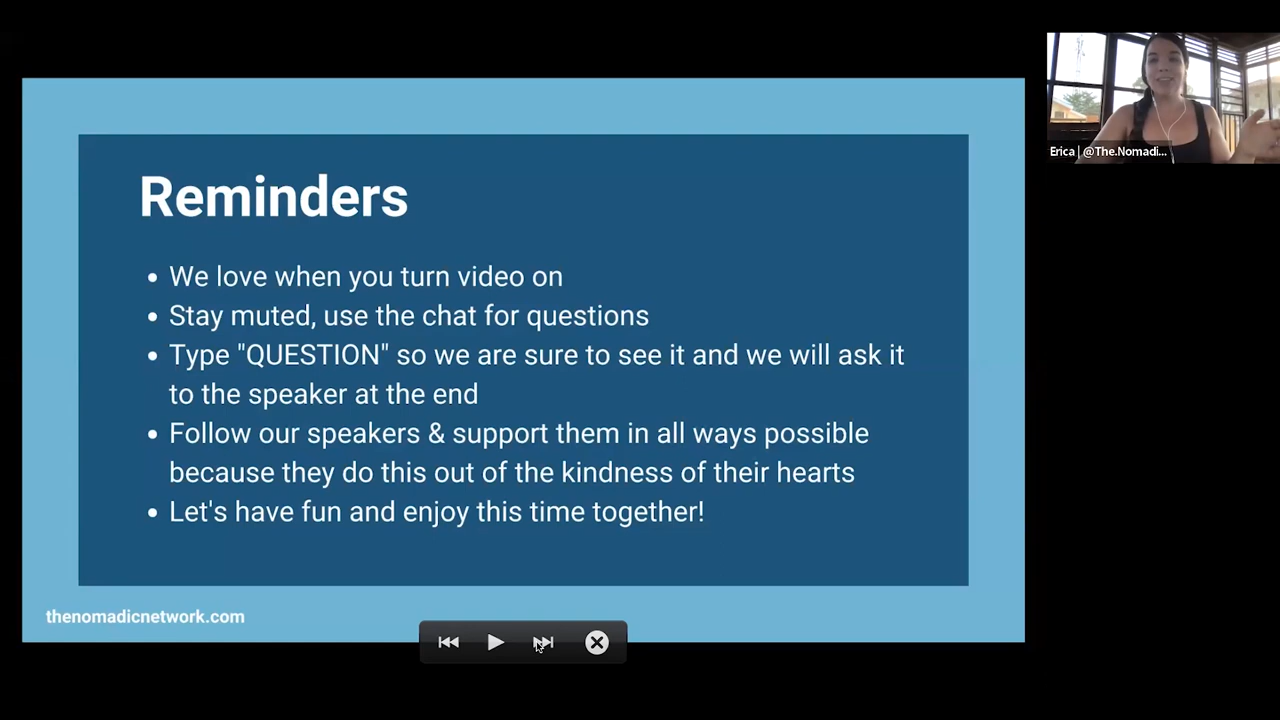 Reminders
• We love when you turn video on
• Stay muted, use the chat for questions
• Type "QUESTION" so we are sure to see it and we will ask it
to the speaker at the end
• Follow our speakers & support them in all ways possible
because they do this out of the kindness of their hearts
• Let's have fun and enjoy this time together!
thenomadicnetwork.com
Erica | @The.Nomadi...